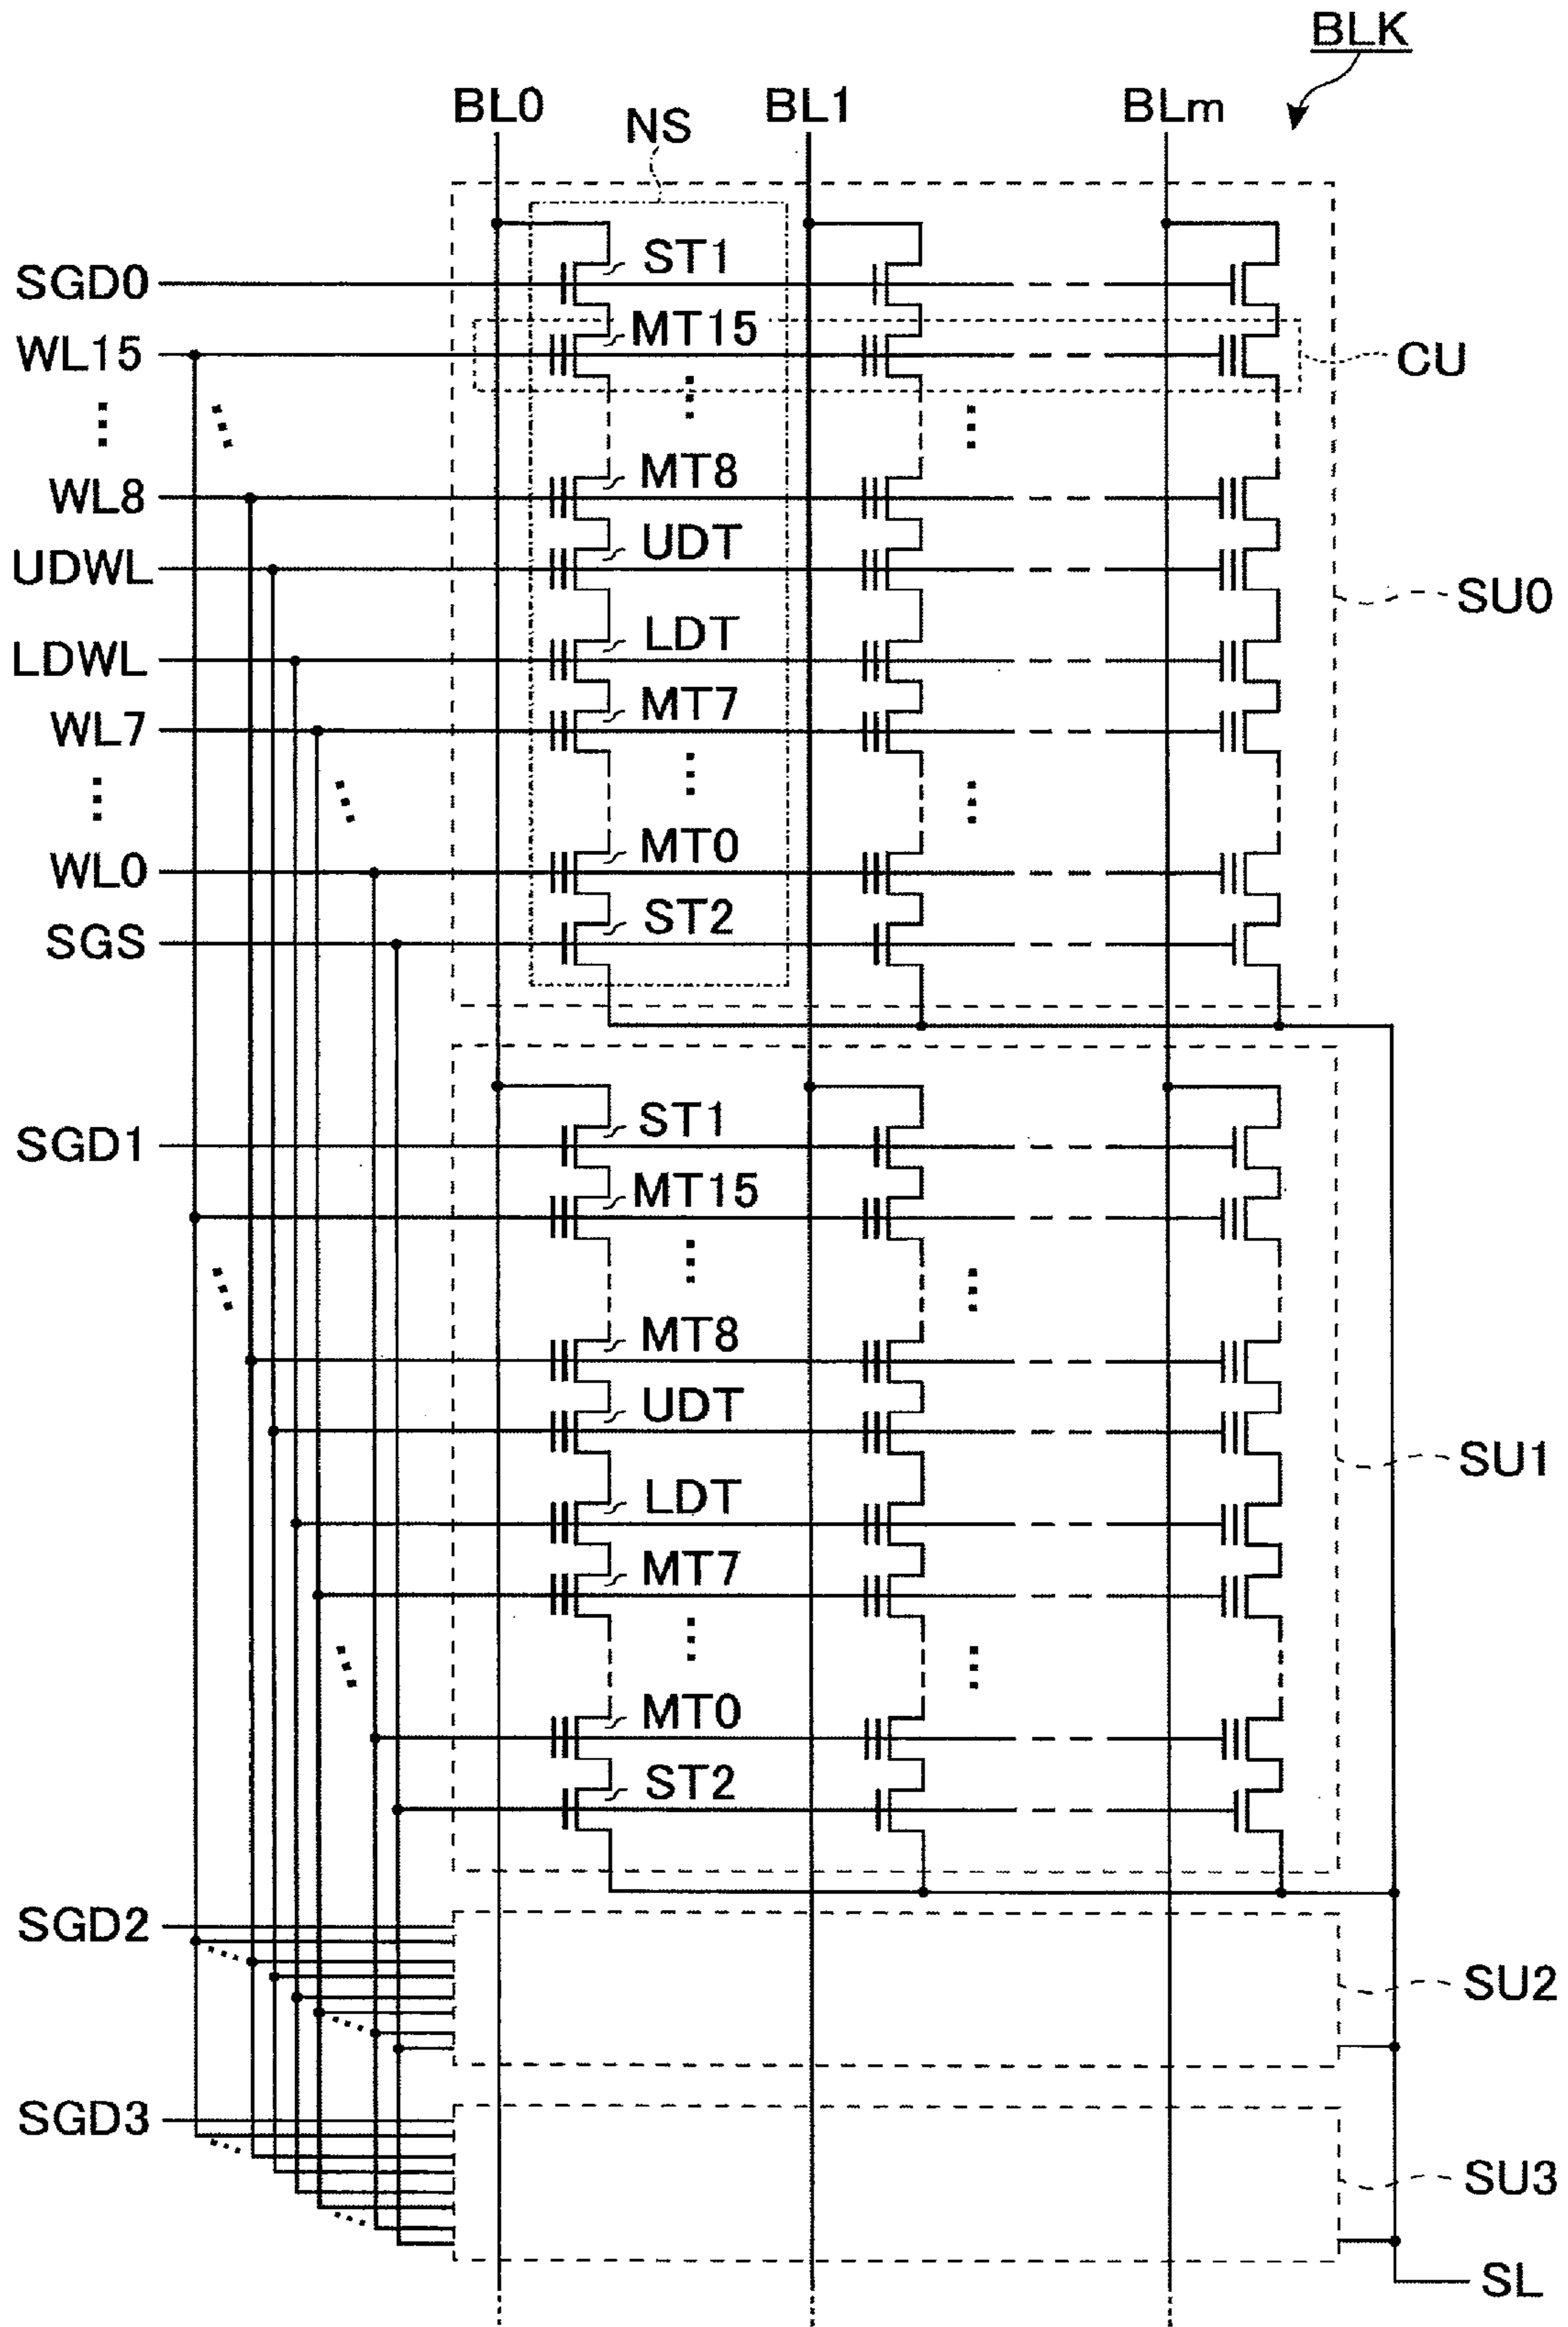 BLK
BL0 NS BL1 BLm
ST1
SGD0
MT15
WL15 CU
MT8
WL8
UDT
UDWL
SU0
LDT
LDWL
MT7
WL7
MT0
WL0
ST2
SGS
ST1
SGD1
MT15
MT8
UDT
SU1
LDT
MT7
MT0
ST2
SGD2
SU2
SGD3
SU3
SL